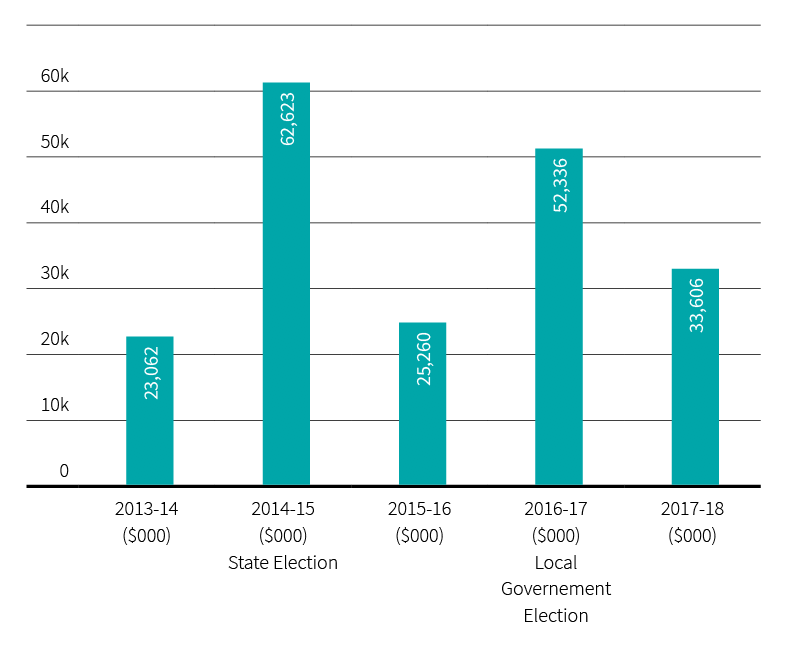 60k
50k
40k
30k
20k
10k
0
62,623
52,336
33,606
25,260
23,062
2013-14 2014-15 2015-16 2016-17 2017-18
($000) ($000) ($000) ($000) ($000)
State Election Local
Governement
Election